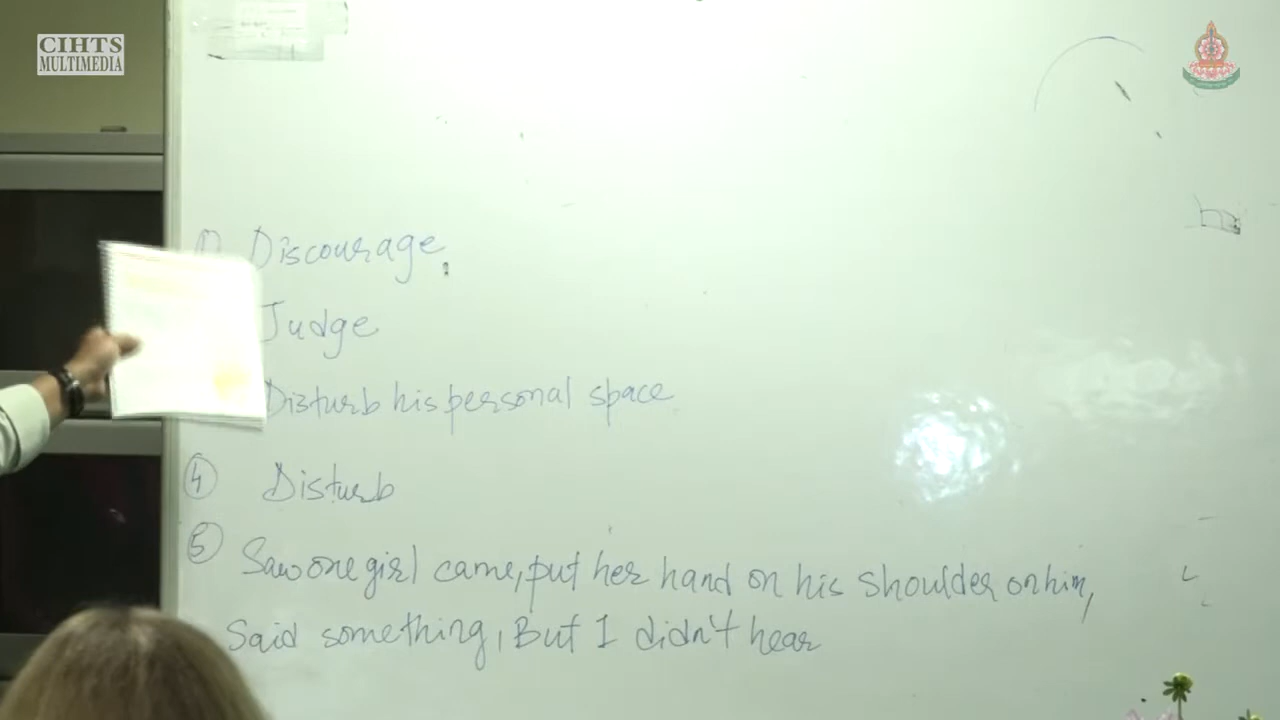 CIHTS
MULTIMEDIA
1) Discourage
Judge
Disturb his personal space
4 Disturb
5 Saw one girl came, put her hand on his shoulder on him,
Said something, But I didn't hear